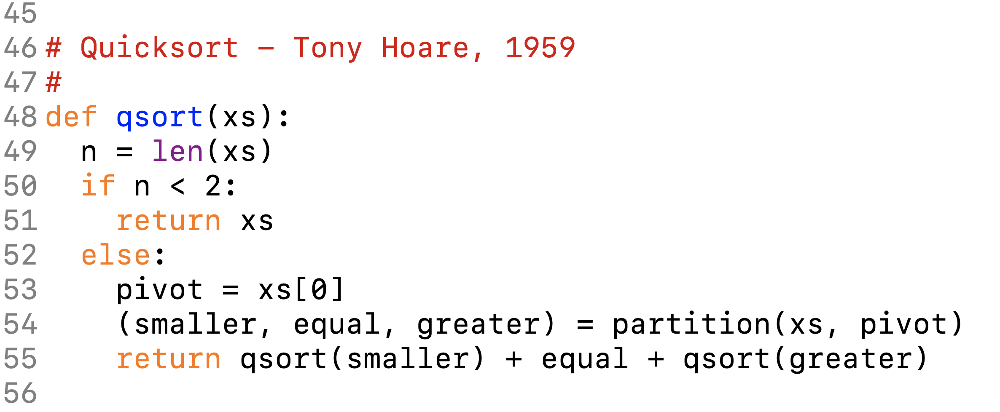 45
46 # Quicksort – Tony Hoare, 1959
47 #
48 def qsort(xs):
49   n = len(xs)
50   if n < 2:
51     return xs
52   else:
53     pivot = xs[0]
54     (smaller, equal, greater) = partition(xs, pivot)
55     return qsort(smaller) + equal + qsort(greater)
56